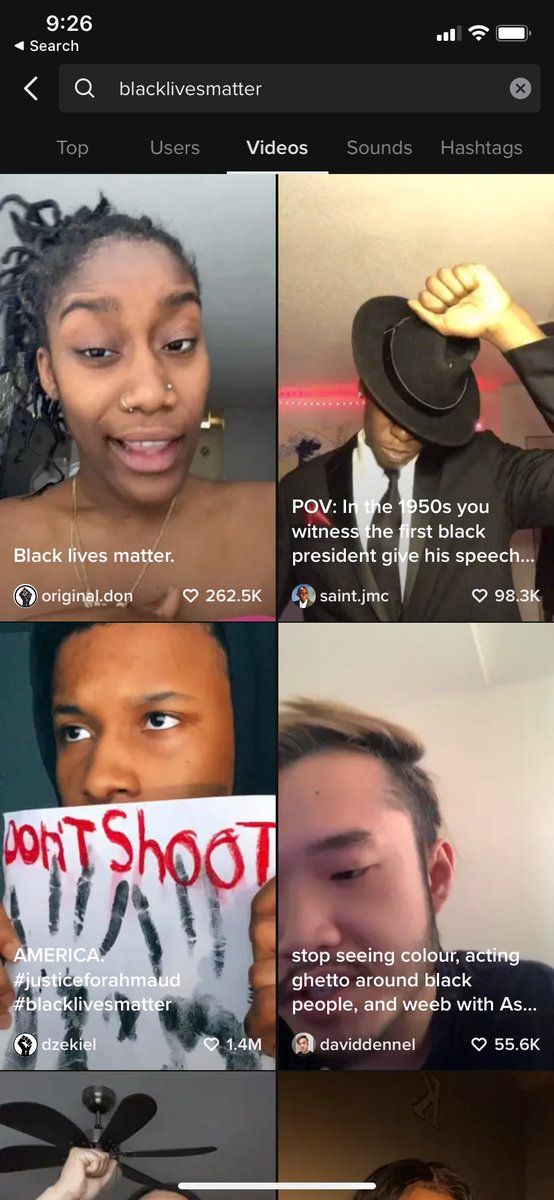 9:26
Search
blacklivesmatter
Top Users Videos Sounds Hashtags
Black lives matter.
original.don 262.5K
POV: In the 1950s you
witness the first black
president give his speech...
saint.jmc 98.3K
DON'T SHOOT
AMERICA.
#justiceforahmaud
#blacklivesmatter
dzekiel 1.4M
stop seeing colour, acting
ghetto around black
people, and weeb with As...
daviddennel 55.6K